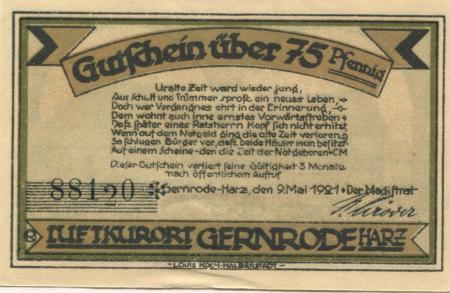 Gutschein über 75 Pfennig
Uralte Zeit ward wieder jung,
Aus Schutt und Trümmer sproß ein neues Leben,
Doch wer Vergangnes ehrt in der Erinnerung
Dem wohnt auch inne ernstes Vorwärtsstreben
Daß später eines Ratsherrn Kopf sich nicht erhitzt
Wenn auf dem Notgeld ging die alte Zeit verloren
So schlugen Bürger vor, daß beide Häuser man besitzt
Auf einem Scheine - den die Zeit der Not geboren CM
Dieser Gutschein verliert seine Gültigkeit 3 Monate
nach öffentlichem Aufruf
88120 Gernrode-Harz, den 9. Mai 1921 Der Magistrat
LUFTKURORT GERNRODE HARZ
LOUIS KOCH-HALBERSTADT